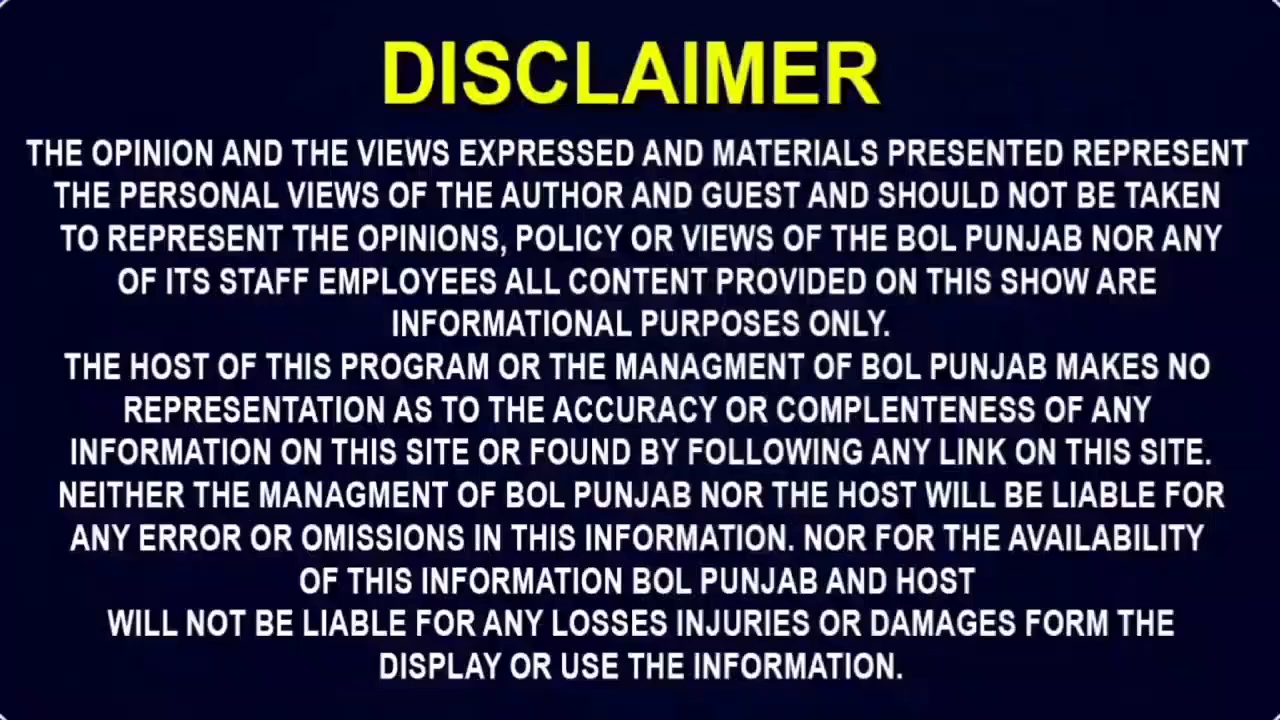 DISCLAIMER
THE OPINION AND THE VIEWS EXPRESSED AND MATERIALS PRESENTED REPRESENT
THE PERSONAL VIEWS OF THE AUTHOR AND GUEST AND SHOULD NOT BE TAKEN
TO REPRESENT THE OPINIONS, POLICY OR VIEWS OF THE BOL PUNJAB NOR ANY
OF ITS STAFF EMPLOYEES ALL CONTENT PROVIDED ON THIS SHOW ARE
INFORMATIONAL PURPOSES ONLY.
THE HOST OF THIS PROGRAM OR THE MANAGMENT OF BOL PUNJAB MAKES NO
REPRESENTATION AS TO THE ACCURACY OR COMPLENTENESS OF ANY
INFORMATION ON THIS SITE OR FOUND BY FOLLOWING ANY LINK ON THIS SITE.
NEITHER THE MANAGMENT OF BOL PUNJAB NOR THE HOST WILL BE LIABLE FOR
ANY ERROR OR OMISSIONS IN THIS INFORMATION. NOR FOR THE AVAILABILITY
OF THIS INFORMATION BOL PUNJAB AND HOST
WILL NOT BE LIABLE FOR ANY LOSSES INJURIES OR DAMAGES FORM THE
DISPLAY OR USE THE INFORMATION.